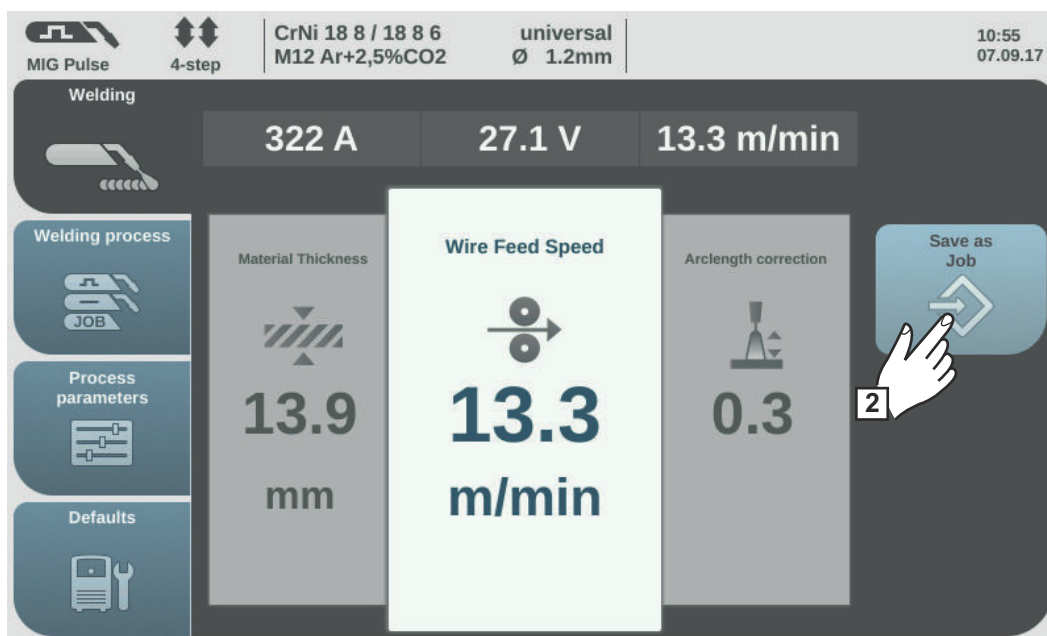 MIG Pulse
4-step
CrNi 18 8 / 18 8 6 universal
M12 Ar+2,5%CO2 Ø 1.2mm
10:55
07.09.17
Welding
322 A
27.1 V
13.3 m/min
Welding process
JOB
Process
parameters
Defaults
Material Thickness
13.9
mm
Wire Feed Speed
13.3
m/min
Arclength correction
0.3
Save as
Job
2